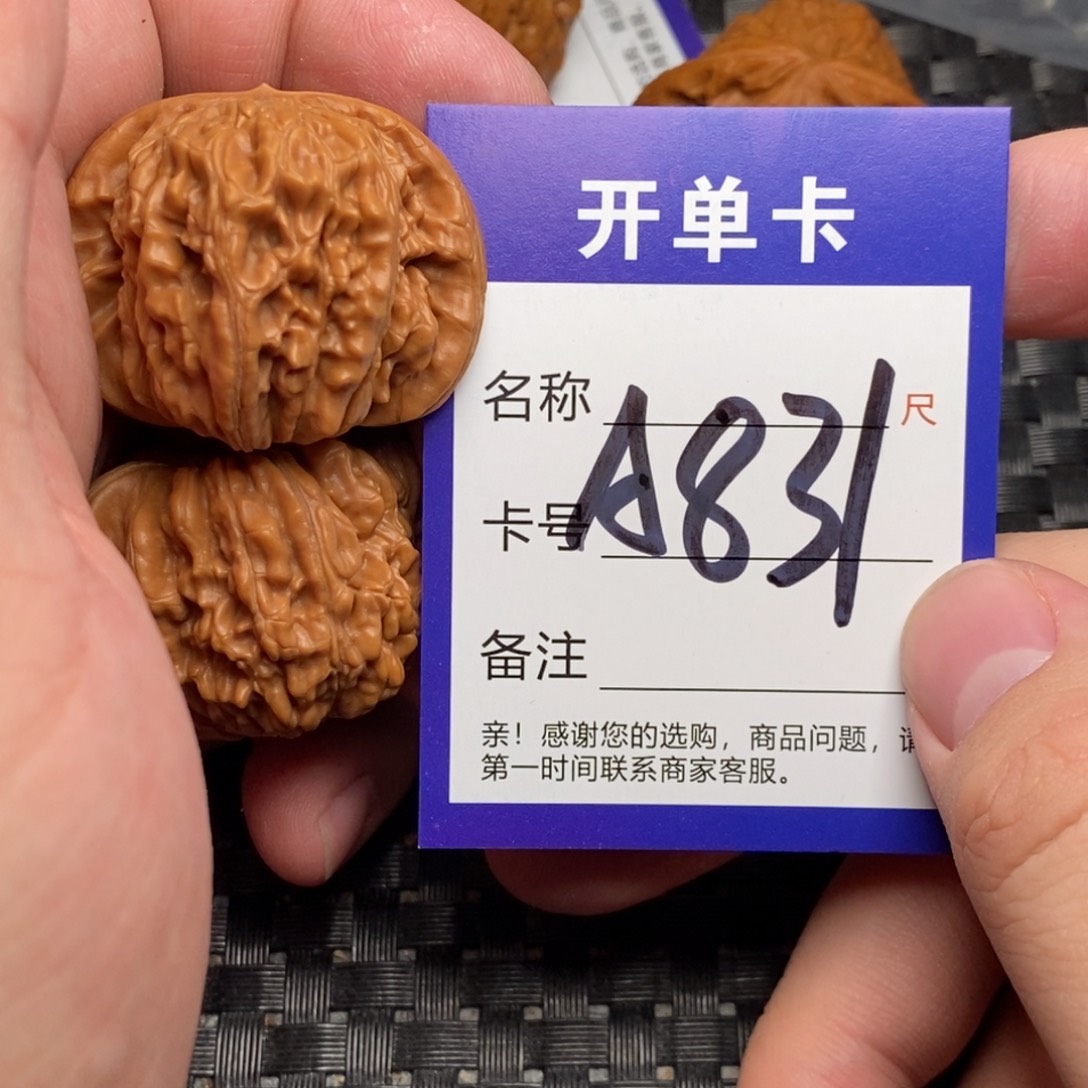 开单卡
名称 尺
A831
卡号
备注
亲！感谢您的选购，商品问题，请
第一时间联系商家客服。